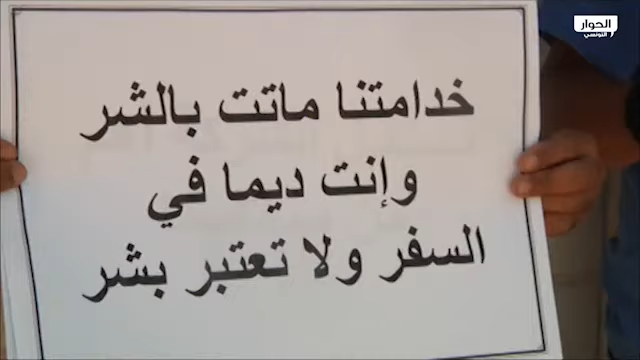 الحوار
التونسي
خدامتنا ماتت بالشر
وإنت ديما في
السفر ولا تعتبر بشر